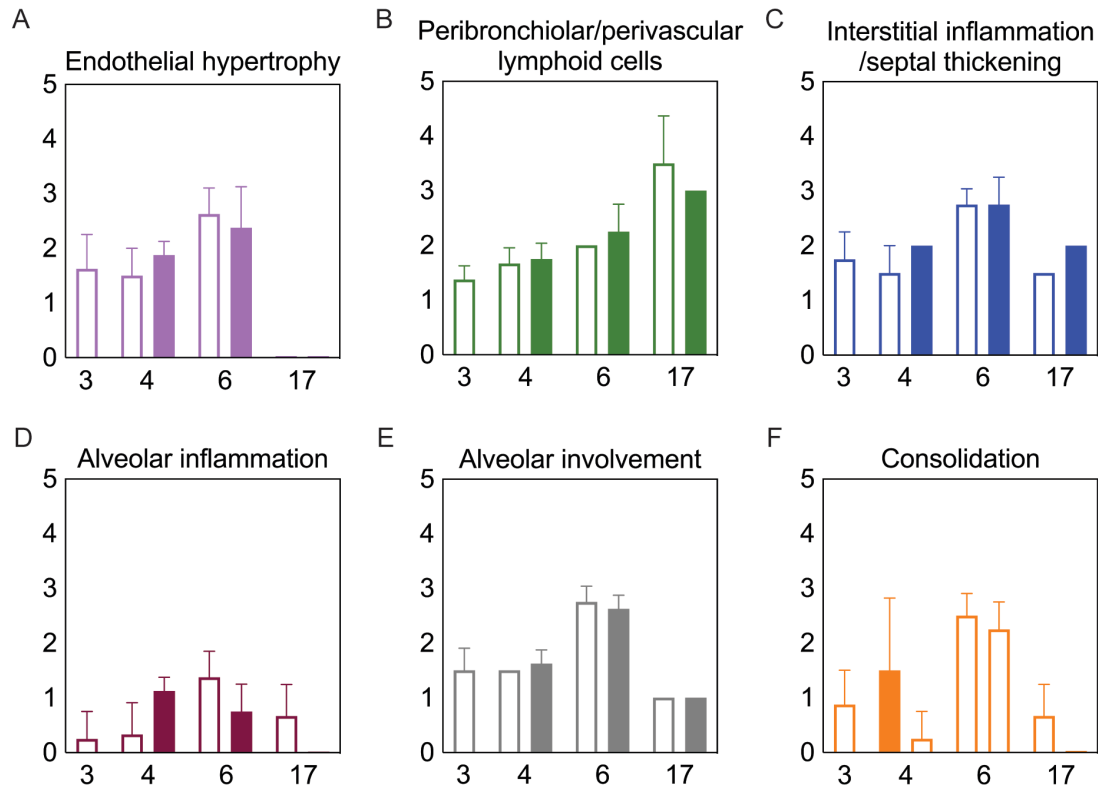 A
Endothelial hypertrophy
5
4
3
2
1
0
3 4 6 17
B
Peribronchiolar/perivascular
lymphoid cells
5
4
3
2
1
0
3 4 6 17
C
Interstitial inflammation
/septal thickening
5
4
3
2
1
0
3 4 6 17
D
Alveolar inflammation
5
4
3
2
1
0
3 4 6 17
E
Alveolar involvement
5
4
3
2
1
0
3 4 6 17
F
Consolidation
5
4
3
2
1
0
3 4 6 17